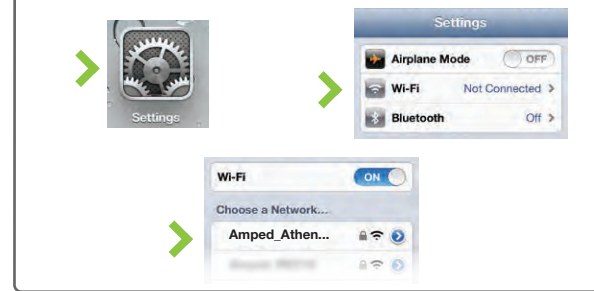 Settings
Settings
Airplane Mode OFF
Wi-Fi Not Connected
Bluetooth Off
Wi-Fi ON
Choose a Network...
Amped_Athen...